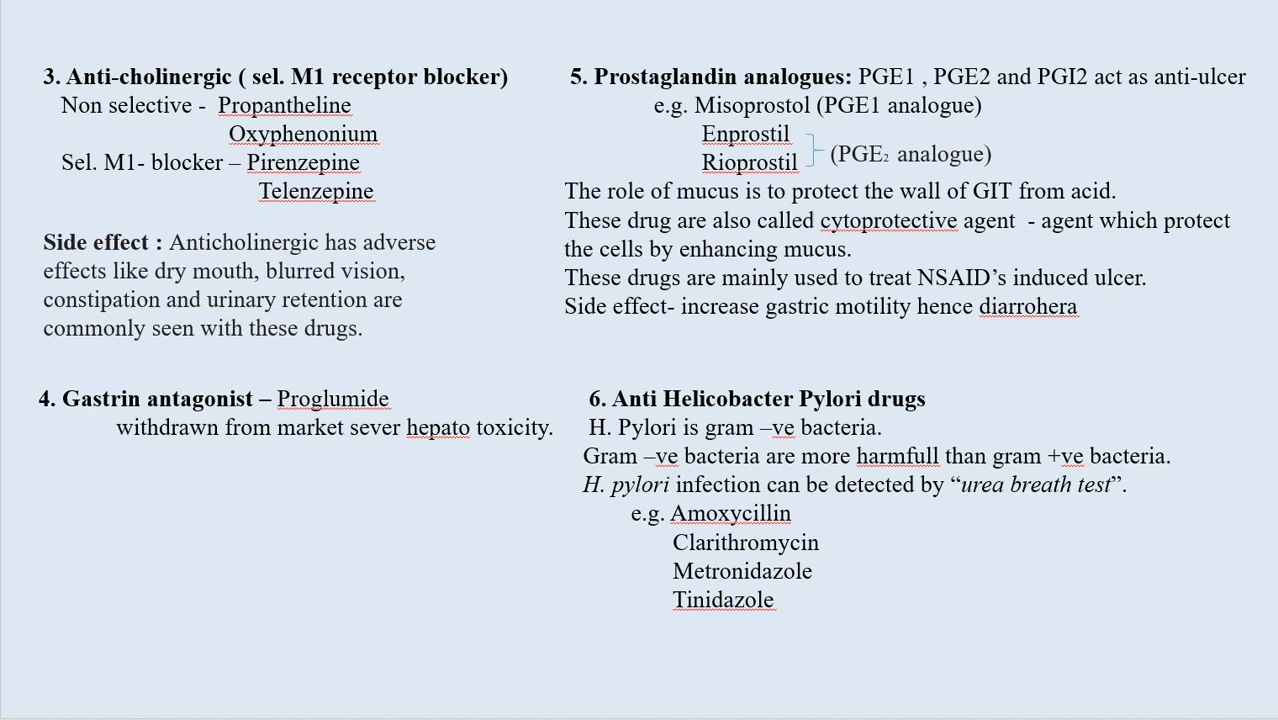 3. Anti-cholinergic ( sel. M1 receptor blocker)
Non selective - Propantheline
Oxyphenonium
Sel. M1- blocker – Pirenzepine
Telenzepine
Side effect : Anticholinergic has adverse
effects like dry mouth, blurred vision,
constipation and urinary retention are
commonly seen with these drugs.
4. Gastrin antagonist – Proglumide
withdrawn from market sever hepato toxicity.
5. Prostaglandin analogues: PGE1 , PGE2 and PGI2 act as anti-ulcer
e.g. Misoprostol (PGE1 analogue)
Enprostil
Rioprostil
(PGE₂ analogue)
The role of mucus is to protect the wall of GIT from acid.
These drug are also called cytoprotective agent - agent which protect
the cells by enhancing mucus.
These drugs are mainly used to treat NSAID’s induced ulcer.
Side effect- increase gastric motility hence diarrohera
6. Anti Helicobacter Pylori drugs
H. Pylori is gram –ve bacteria.
Gram –ve bacteria are more harmfull than gram +ve bacteria.
H. pylori infection can be detected by “urea breath test”.
e.g. Amoxycillin
Clarithromycin
Metronidazole
Tinidazole